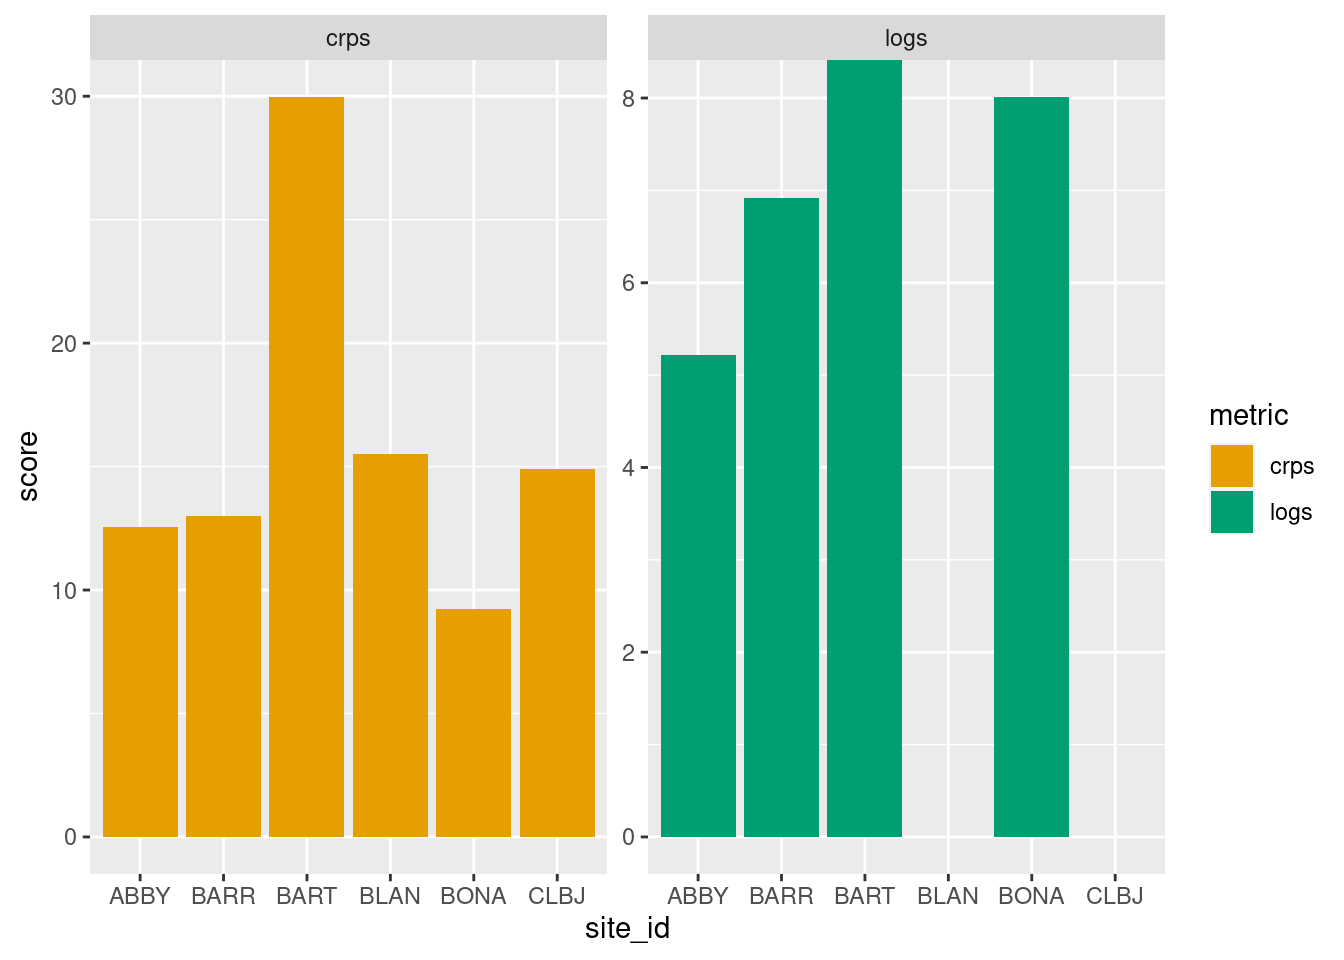 crps
logs
score
30
20
10
0
8
6
4
2
0
ABBY BARR BART BLAN BONA CLBJ
ABBY BARR BART BLAN BONA CLBJ
site_id
metric
crps
logs